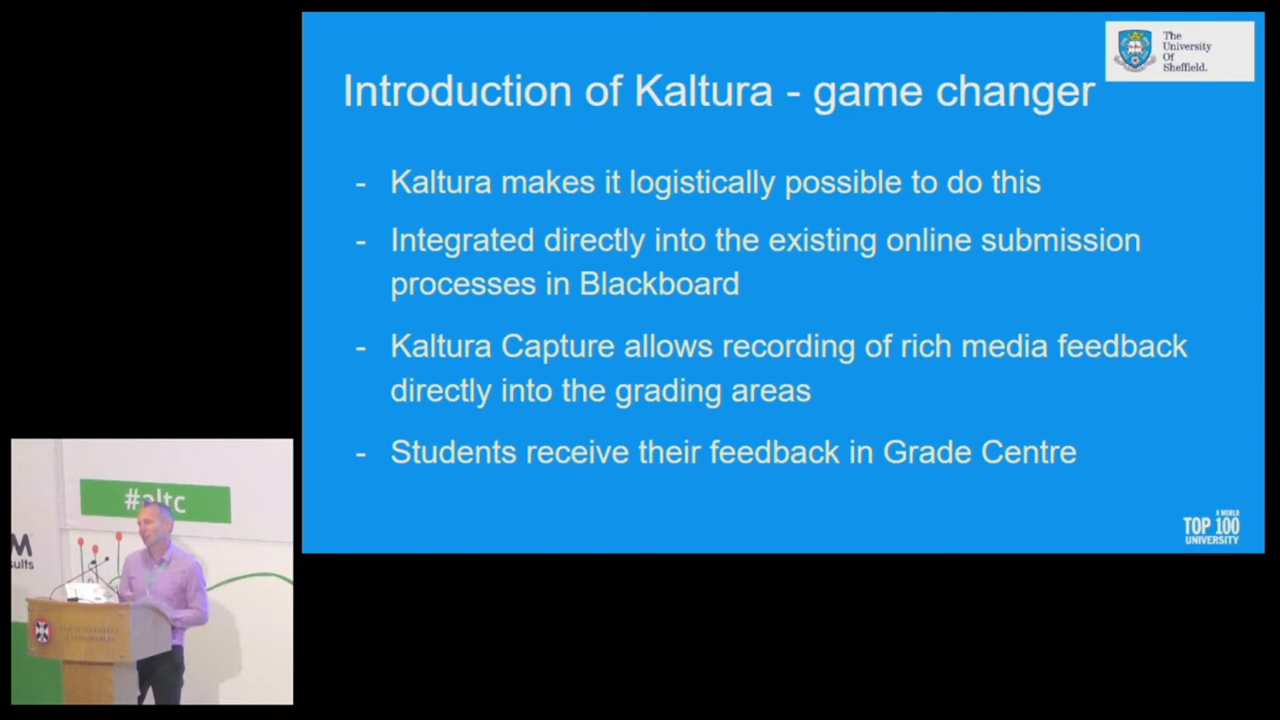 The
University
Of
Sheffield.
Introduction of Kaltura - game changer
- Kaltura makes it logistically possible to do this
- Integrated directly into the existing online submission
processes in Blackboard
- Kaltura Capture allows recording of rich media feedback
directly into the grading areas
- Students receive their feedback in Grade Centre
A WORLD
TOP 100
UNIVERSITY
#altc